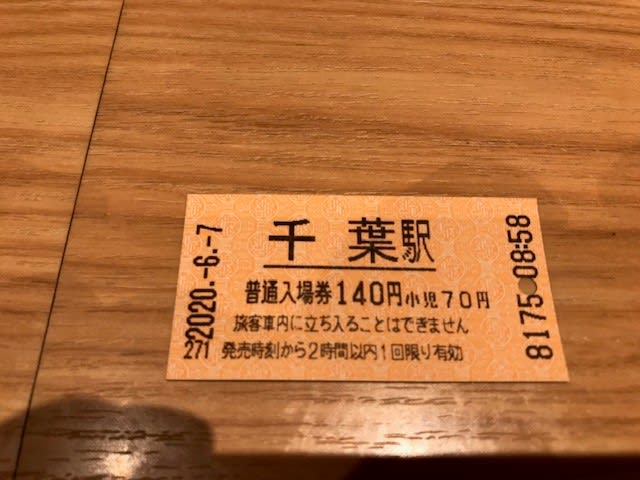 千葉駅
普通入場券140円小児70円
旅客車内に立ち入ることはできません
発売時刻から2時間以内1回限り有効
2020.-6.-7
271
8175 08:58